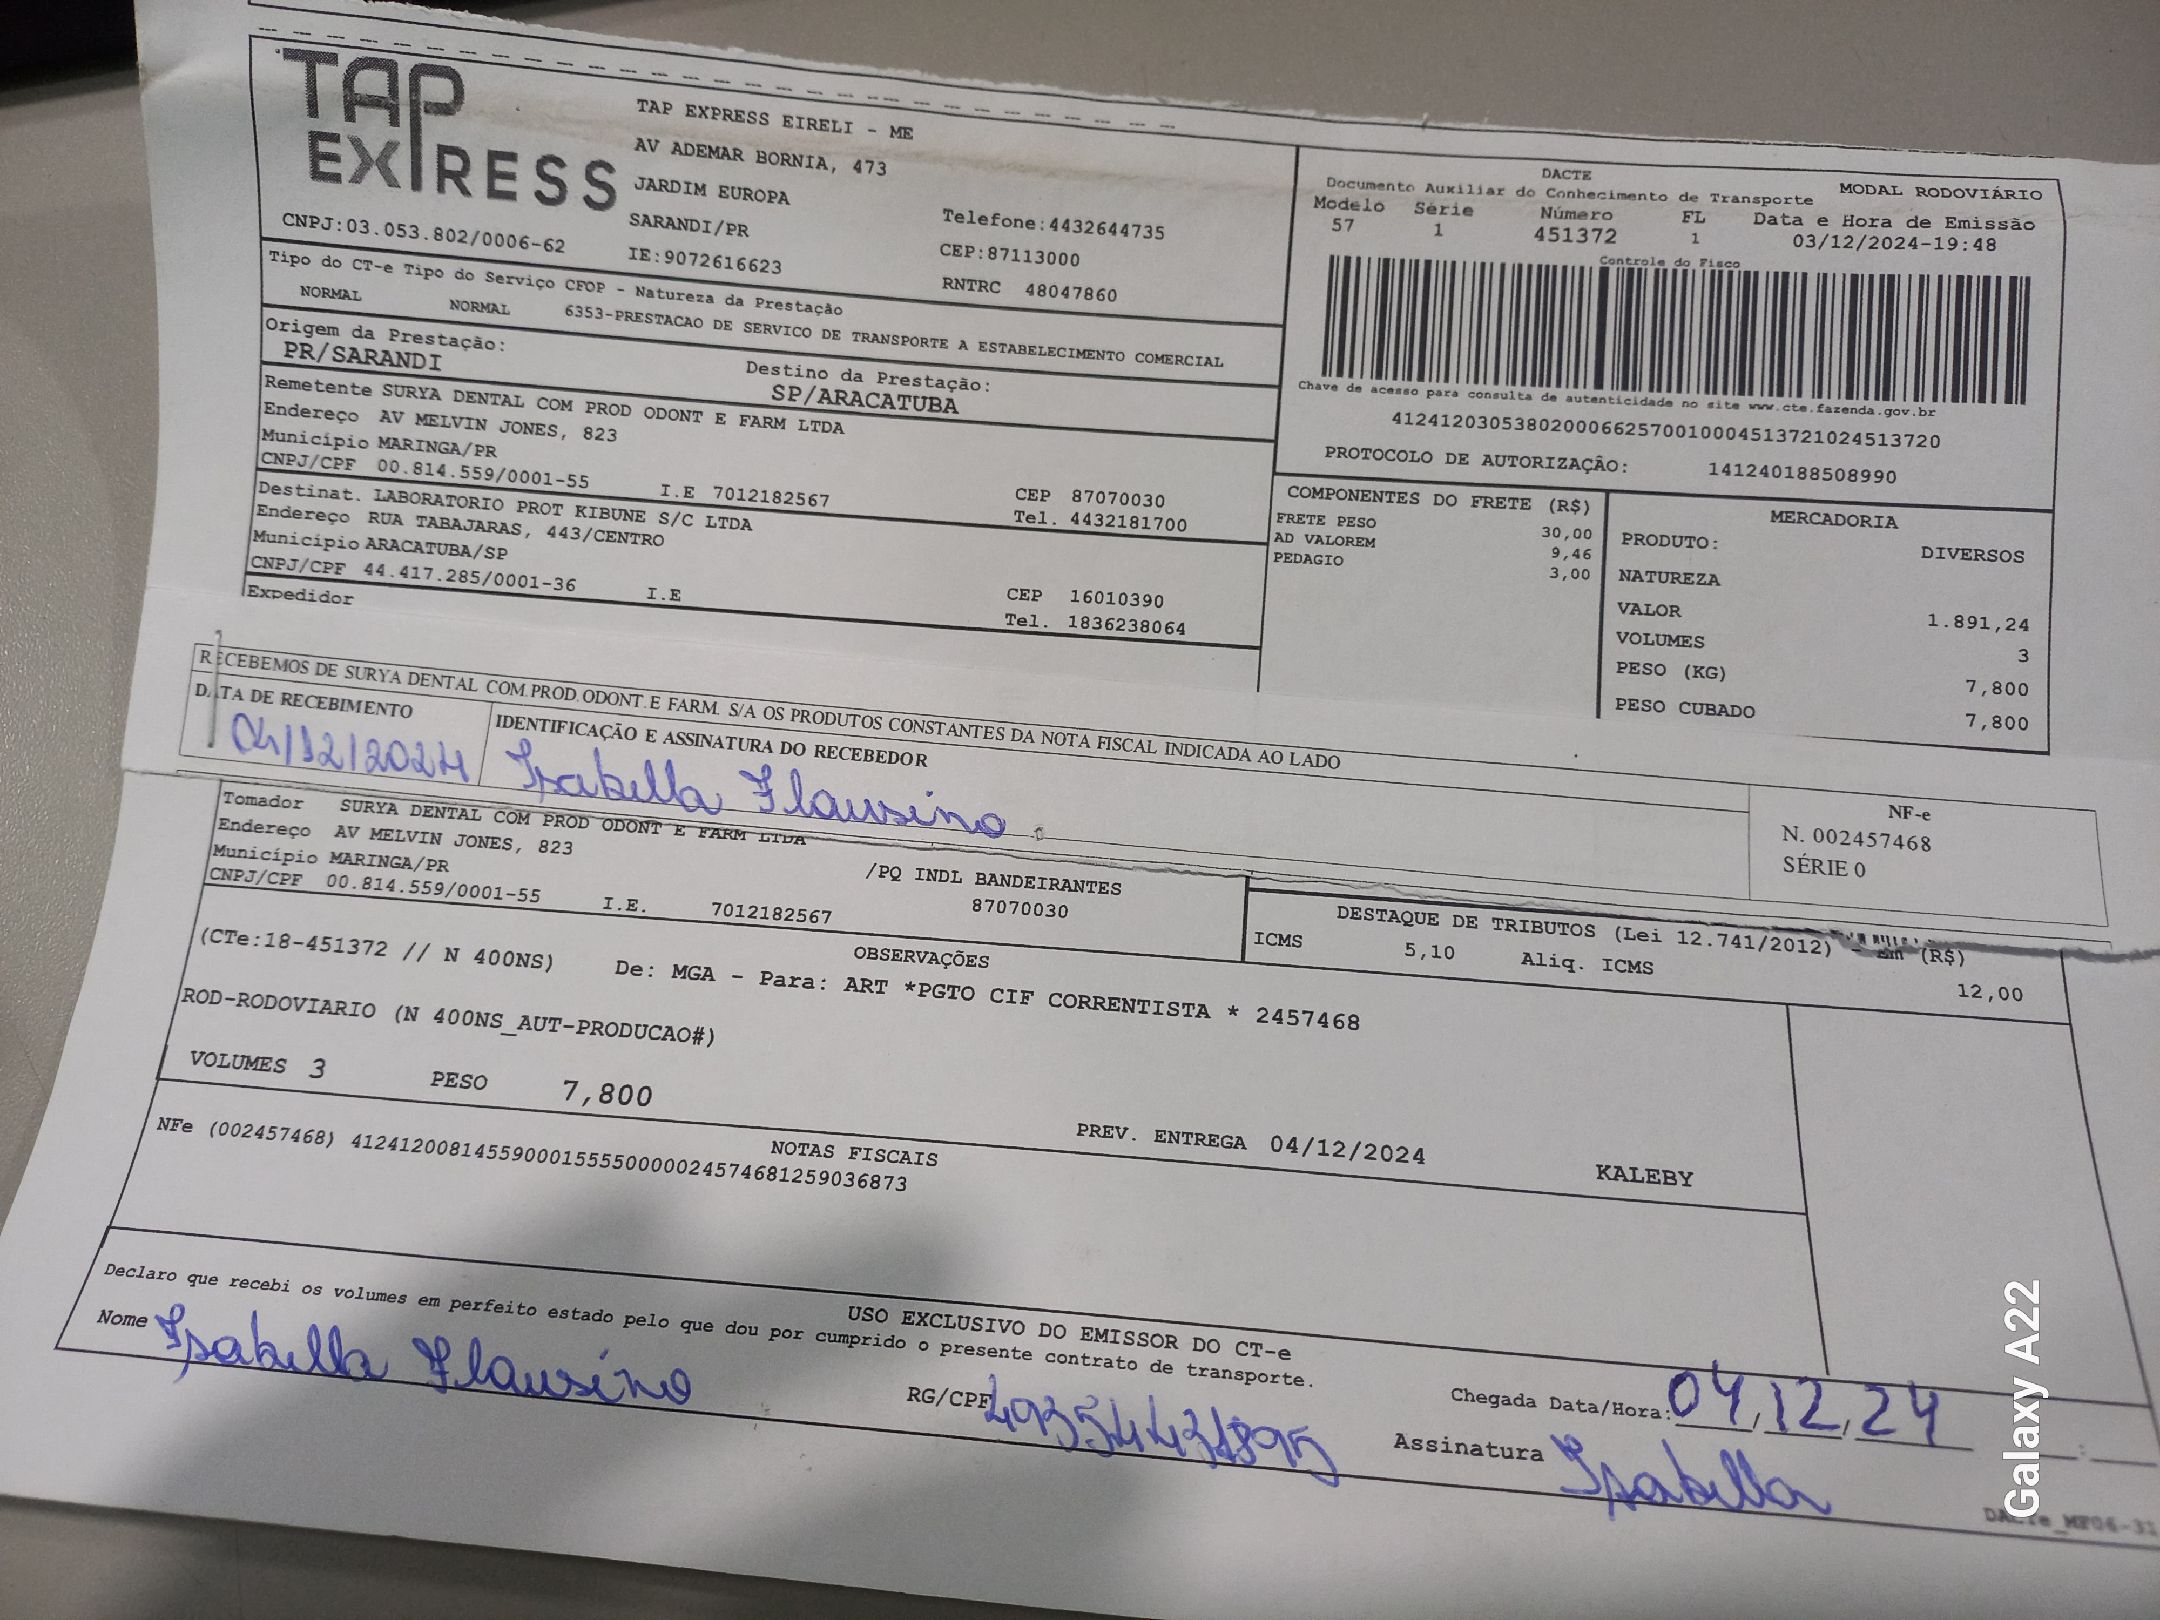 TAP EXPRESS
TAP EXPRESS EIRELI - ME
AV ADEMAR BORNIA, 473
JARDIM EUROPA
SARANDI/PR Telefone:4432644735
CNPJ:03.053.802/0006-62 IE:9072616623 CEP:87113000
RNTRC 48047860
Tipo do CT-e Tipo do Serviço CFOP - Natureza da Prestação
NORMAL NORMAL 6353-PRESTACAO DE SERVICO DE TRANSPORTE A ESTABELECIMENTO COMERCIAL
Origem da Prestação: Destino da Prestação:
PR/SARANDI SP/ARACATUBA
Remetente SURYA DENTAL COM PROD ODONT E FARM LTDA
Endereço AV MELVIN JONES, 823
Município MARINGA/PR CEP 87070030
CNPJ/CPF 00.814.559/0001-55 I.E 7012182567 Tel. 4432181700
Destinat. LABORATORIO PROT KIBUNE S/C LTDA
Endereço RUA TABAJARAS, 443/CENTRO
Município ARACATUBA/SP CEP 16010390
CNPJ/CPF 44.417.285/0001-36 I.E Tel. 1836238064
Expedidor
DACTE
Documento Auxiliar do Conhecimento de Transporte MODAL RODOVIÁRIO
Modelo Série Número FL Data e Hora de Emissão
57 1 451372 1 03/12/2024-19:48
Controle do Fisco
Chave de acesso para consulta de autenticidade no site www.cte.fazenda.gov.br
41241203053802000662570010004513721024513720
PROTOCOLO DE AUTORIZAÇÃO: 141240188508990
COMPONENTES DO FRETE (R$)
FRETE PESO 30,00
AD VALOREM 9,46
PEDAGIO 3,00
MERCADORIA
PRODUTO: DIVERSOS
NATUREZA
VALOR 1.891,24
VOLUMES 3
PESO (KG) 7,800
PESO CUBADO 7,800
RECEBEMOS DE SURYA DENTAL COM.PROD.ODONT.E FARM. S/A OS PRODUTOS CONSTANTES DA NOTA FISCAL INDICADA AO LADO
DATA DE RECEBIMENTO IDENTIFICAÇÃO E ASSINATURA DO RECEBEDOR
04/12/2024 Isabella Flausino
NF-e
N. 002457468
SÉRIE 0
Tomador SURYA DENTAL COM PROD ODONT E FARM LTDA
Endereço AV MELVIN JONES, 823 /PQ INDL BANDEIRANTES
Município MARINGA/PR 87070030
CNPJ/CPF 00.814.559/0001-55 I.E. 7012182567
DESTAQUE DE TRIBUTOS (Lei 12.741/2012) (R$)
ICMS 5,10 Aliq. ICMS 12,00
OBSERVAÇÕES
(CTe:18-451372 // N 400NS) De: MGA - Para: ART *PGTO CIF CORRENTISTA * 2457468
ROD-RODOVIARIO (N 400NS_AUT-PRODUCAO#)
VOLUMES 3 PESO 7,800 PREV. ENTREGA 04/12/2024 KALEBY
NOTAS FISCAIS
NFe (002457468) 41241200814559000155550000024574681259036873
USO EXCLUSIVO DO EMISSOR DO CT-e
Declaro que recebi os volumes em perfeito estado pelo que dou por cumprido o presente contrato de transporte.
Nome Isabella Flausino RG/CPF Chegada Data/Hora: 04/12/24 :
Assinatura Isabella
Galaxy A22